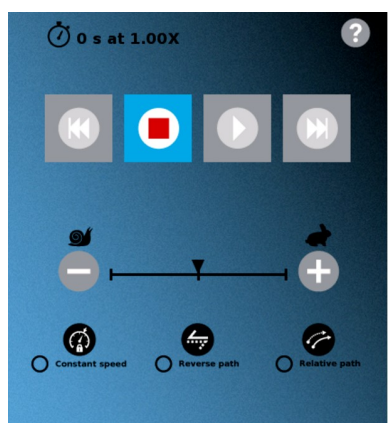 0 s at 1.00X
?
Constant speed
Reverse path
Relative path